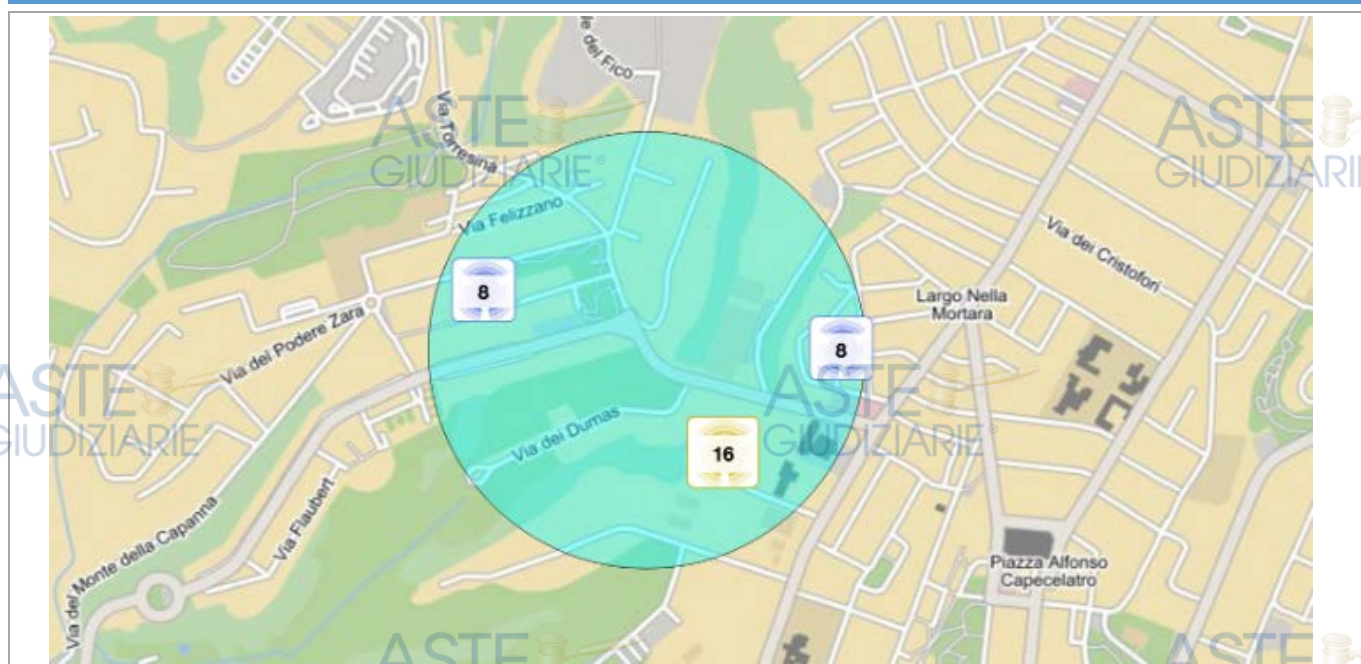 le del Fico
Via Torresina
ASTE
GIUDIZIARIE®
ASTE
GIUDIZIARIE
Via Felizzano
Via dei Cristofori
8
Largo Nella
Mortara
Via del Podere Zara
8
ASTE
GIUDIZIARIE®
ASTE
GIUDIZIARIE®
Via dei Dumas
16
Via Flaubert
Via del Monte della Capanna
Piazza Alfonso
Capecelatro
ASTE
ASTE